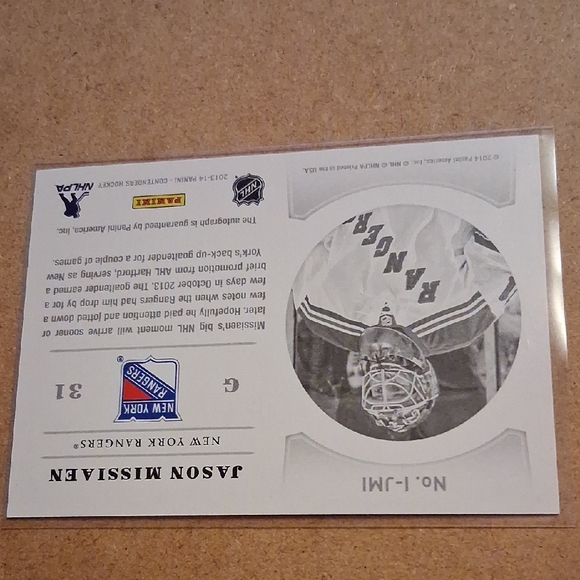 No. I-JMI
RANGER
© 2014 Panini America, Inc. © NHL © NHLPA Printed in the USA.
JASON MISSIAEN
NEW YORK RANGERS®
G
NEW YORK
RANGERS
®
31
Missiaen's big NHL moment will arrive sooner or
later. Hopefully he paid attention and jotted down a
few notes when the Rangers had him drop by for a
few days in October 2013. The goaltender earned a
brief promotion from AHL Hartford, serving as New
York's back-up goaltender for a couple of games.
The autograph is guaranteed by Panini America, Inc.
NHL
PANINI
NHLPA
2013-14 PANINI - CONTENDERS HOCKEY